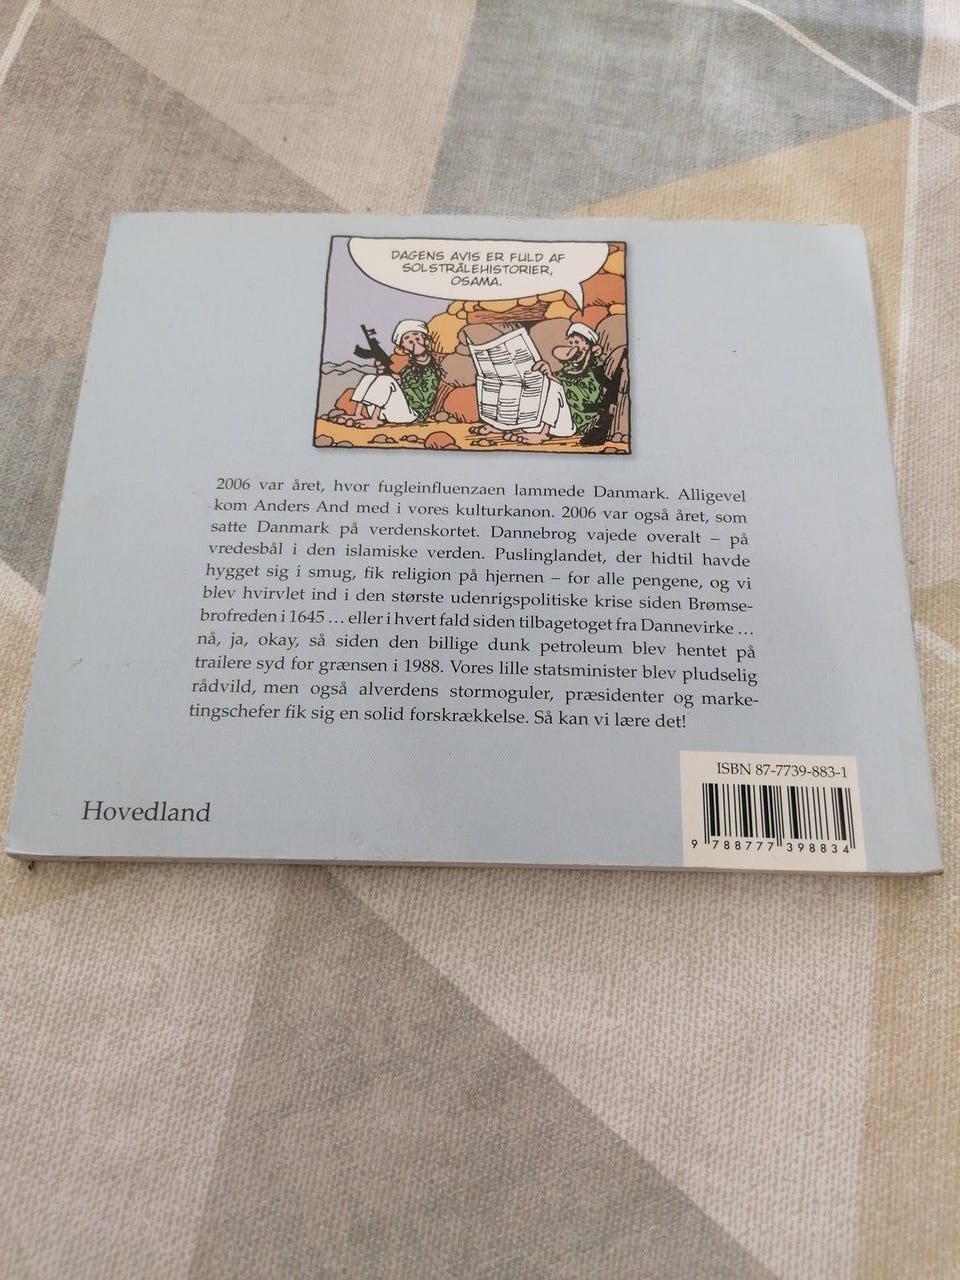 DAGENS AVIS ER FULD AF
SOLSTRÅLEHISTORIER,
OSAMA.
2006 var året, hvor fugleinfluenzaen lammede Danmark. Alligevel
kom Anders And med i vores kulturkanon. 2006 var også året, som
satte Danmark på verdenskortet. Dannebrog vajede overalt – på
vredesbål i den islamiske verden. Puslinglandet, der hidtil havde
hygget sig i smug, fik religion på hjernen – for alle pengene, og vi
blev hvirvlet ind i den største udenrigspolitiske krise siden Brømse-
brofreden i 1645 ... eller i hvert fald siden tilbagetoget fra Dannevirke ...
nå, ja, okay, så siden den billige dunk petroleum blev hentet på
trailere syd for grænsen i 1988. Vores lille statsminister blev pludselig
rådvild, men også alverdens stormoguler, præsidenter og marke-
tingschefer fik sig en solid forskrækkelse. Så kan vi lære det!
ISBN 87-7739-883-1
9 788777 398834
Hovedland